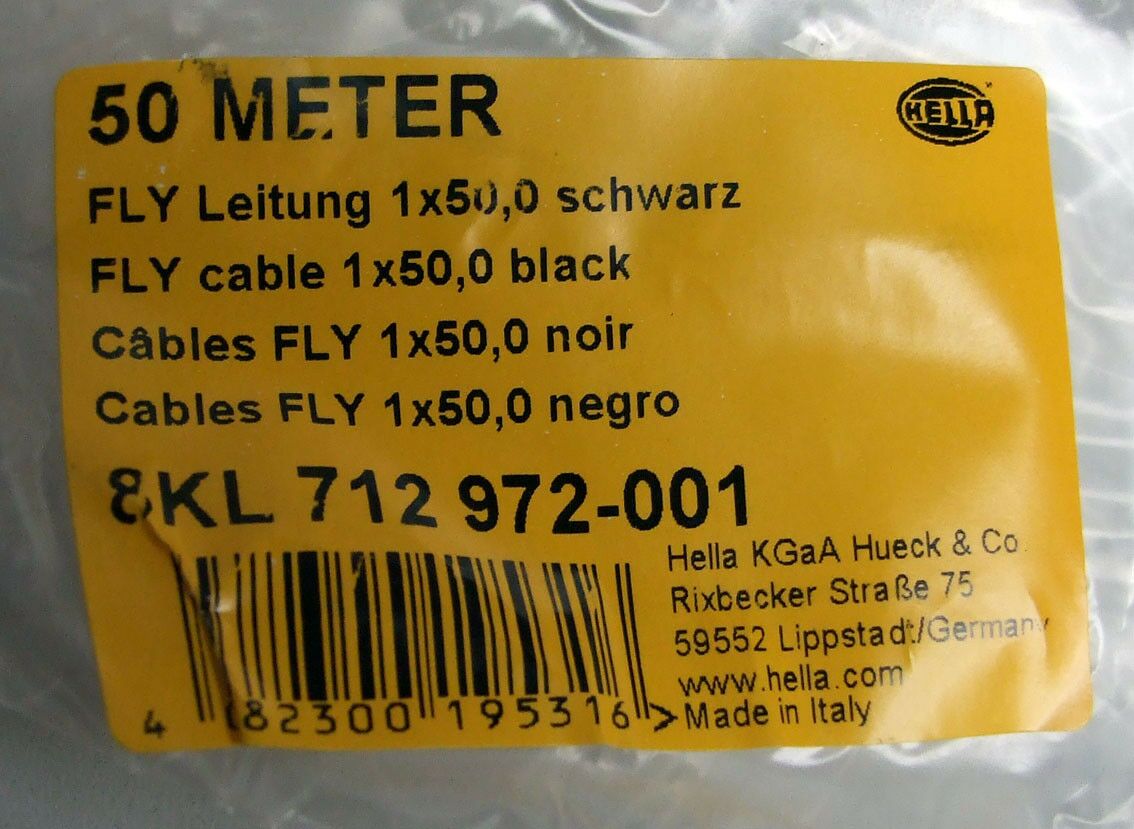 50 METER
HELLA
FLY Leitung 1x50,0 schwarz
FLY cable 1x50,0 black
Câbles FLY 1x50,0 noir
Cables FLY 1x50,0 negro
8KL 712 972-001
Hella KGaA Hueck & Co.
Rixbecker Straße 75
59552 Lippstadt/Germany
www.hella.com
Made in Italy
4 082300 195316 >